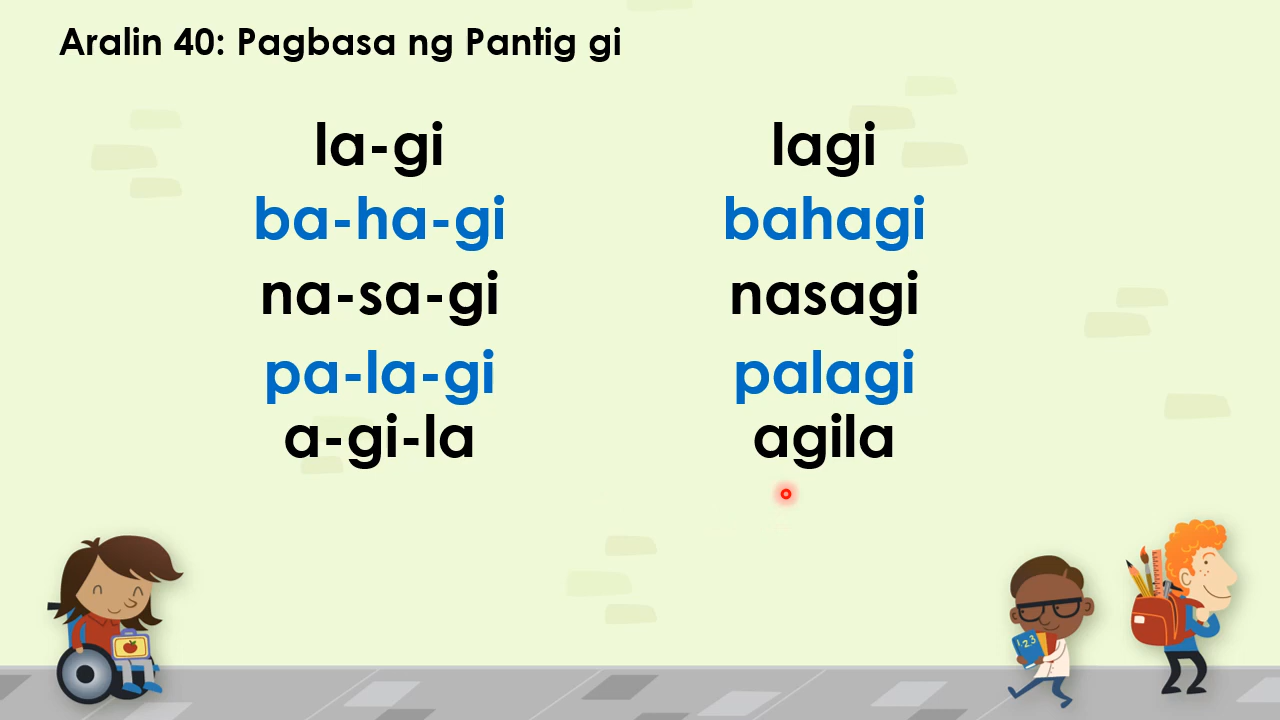 Aralin 40: Pagbasa ng Pantig gi
la-gi lagi
ba-ha-gi bahagi
na-sa-gi nasagi
pa-la-gi palagi
a-gi-la agila
123